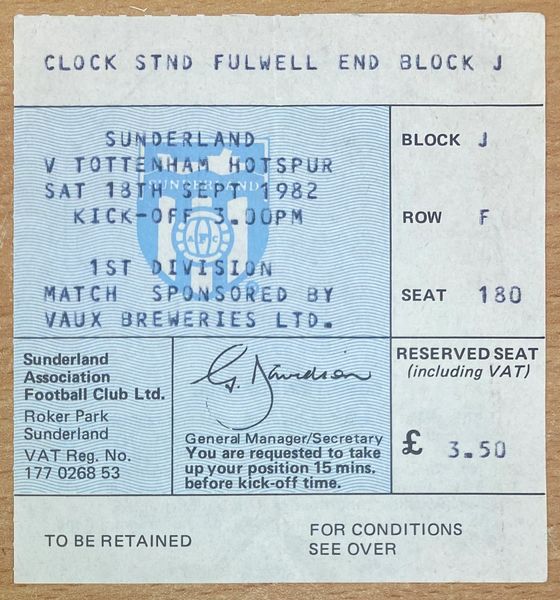 CLOCK STND FULWELL END BLOCK J
SUNDERLAND
V TOTTENHAM HOTSPUR
SAT 18TH SEPT 1982
KICK-OFF 3.00PM
1ST DIVISION
MATCH SPONSORED BY
VAUX BREWERIES LTD.
SUNDERLAND
A F C
BLOCK J
ROW F
SEAT 180
Sunderland
Association
Football Club Ltd.
Roker Park
Sunderland
VAT Reg. No.
177 0268 53
G. Davidson
General Manager/Secretary
You are requested to take
up your position 15 mins.
before kick-off time.
RESERVED SEAT
(including VAT)
£ 3.50
TO BE RETAINED
FOR CONDITIONS
SEE OVER